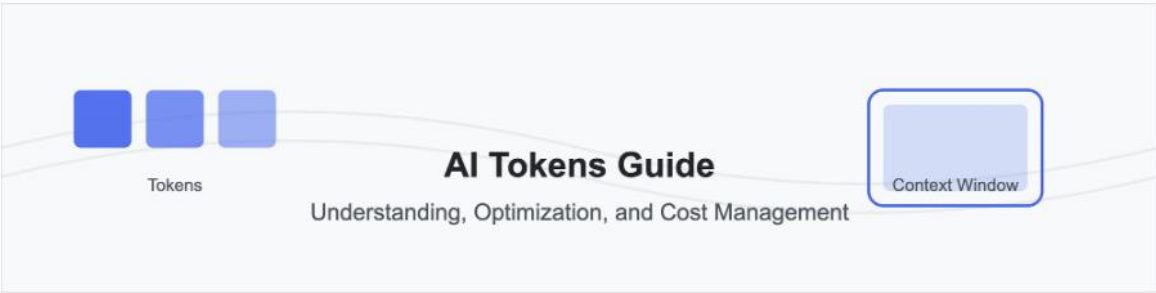 AI Tokens Guide
Understanding, Optimization, and Cost Management
Tokens
Context Window